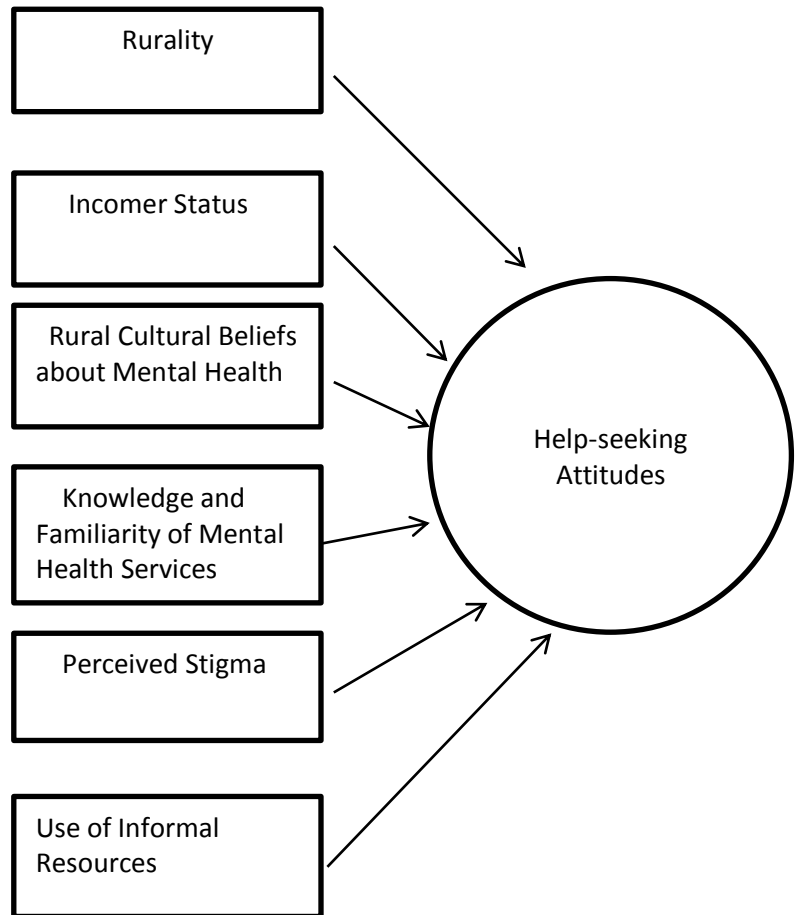 Rurality
Incomer Status
Rural Cultural Beliefs
about Mental Health
Knowledge and
Familiarity of Mental
Health Services
Perceived Stigma
Use of Informal
Resources
Help-seeking
Attitudes